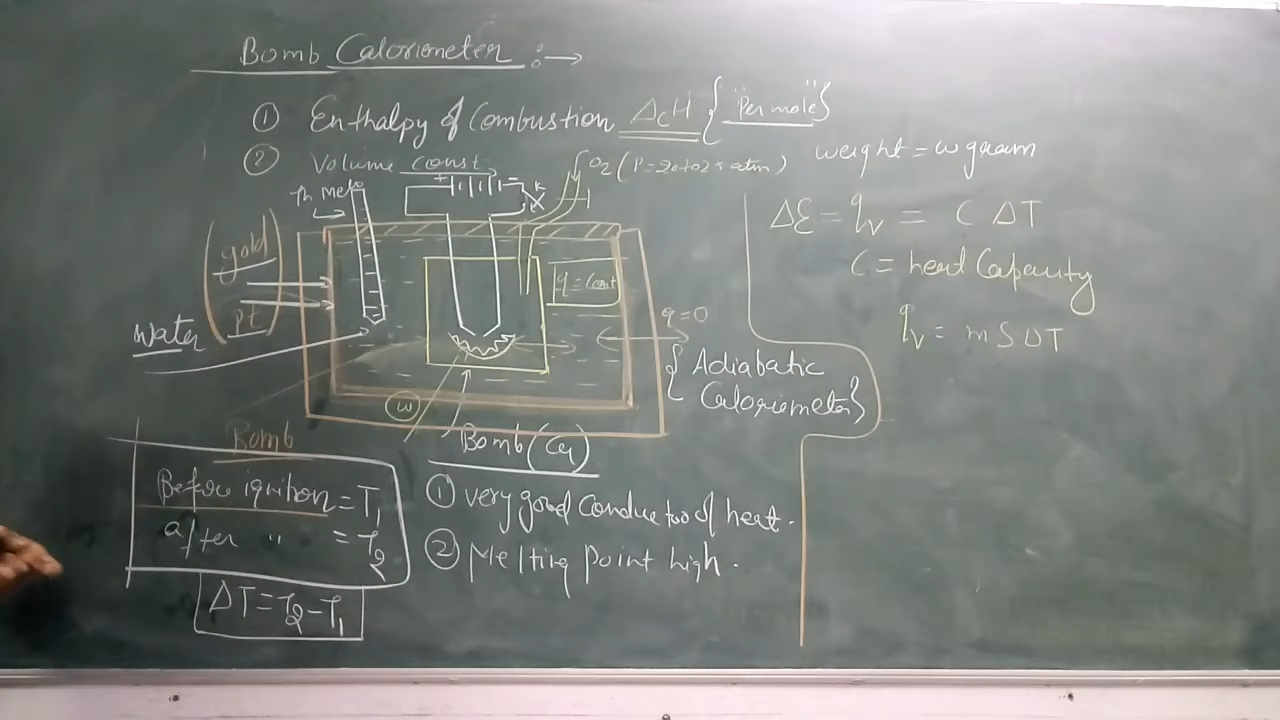 Bomb Calorimeter :→
① Enthalpy of Combustion ΔcH { "Per mole" }
② Volume const.
O2 (P = 20 to 25 atm)
weight = w gram
Th Meter
+ - K
(gold
pt)
water
q = Const
q = 0
{ Adiabatic
Calorimeter }
w
Bomb
Bomb (Cu)
① very good conductor of heat.
② Melting point high.
Before ignition = T1
after " = T2
ΔT = T2 - T1
ΔE = qv = C ΔT
C = heat Capacity
qv = m S ΔT